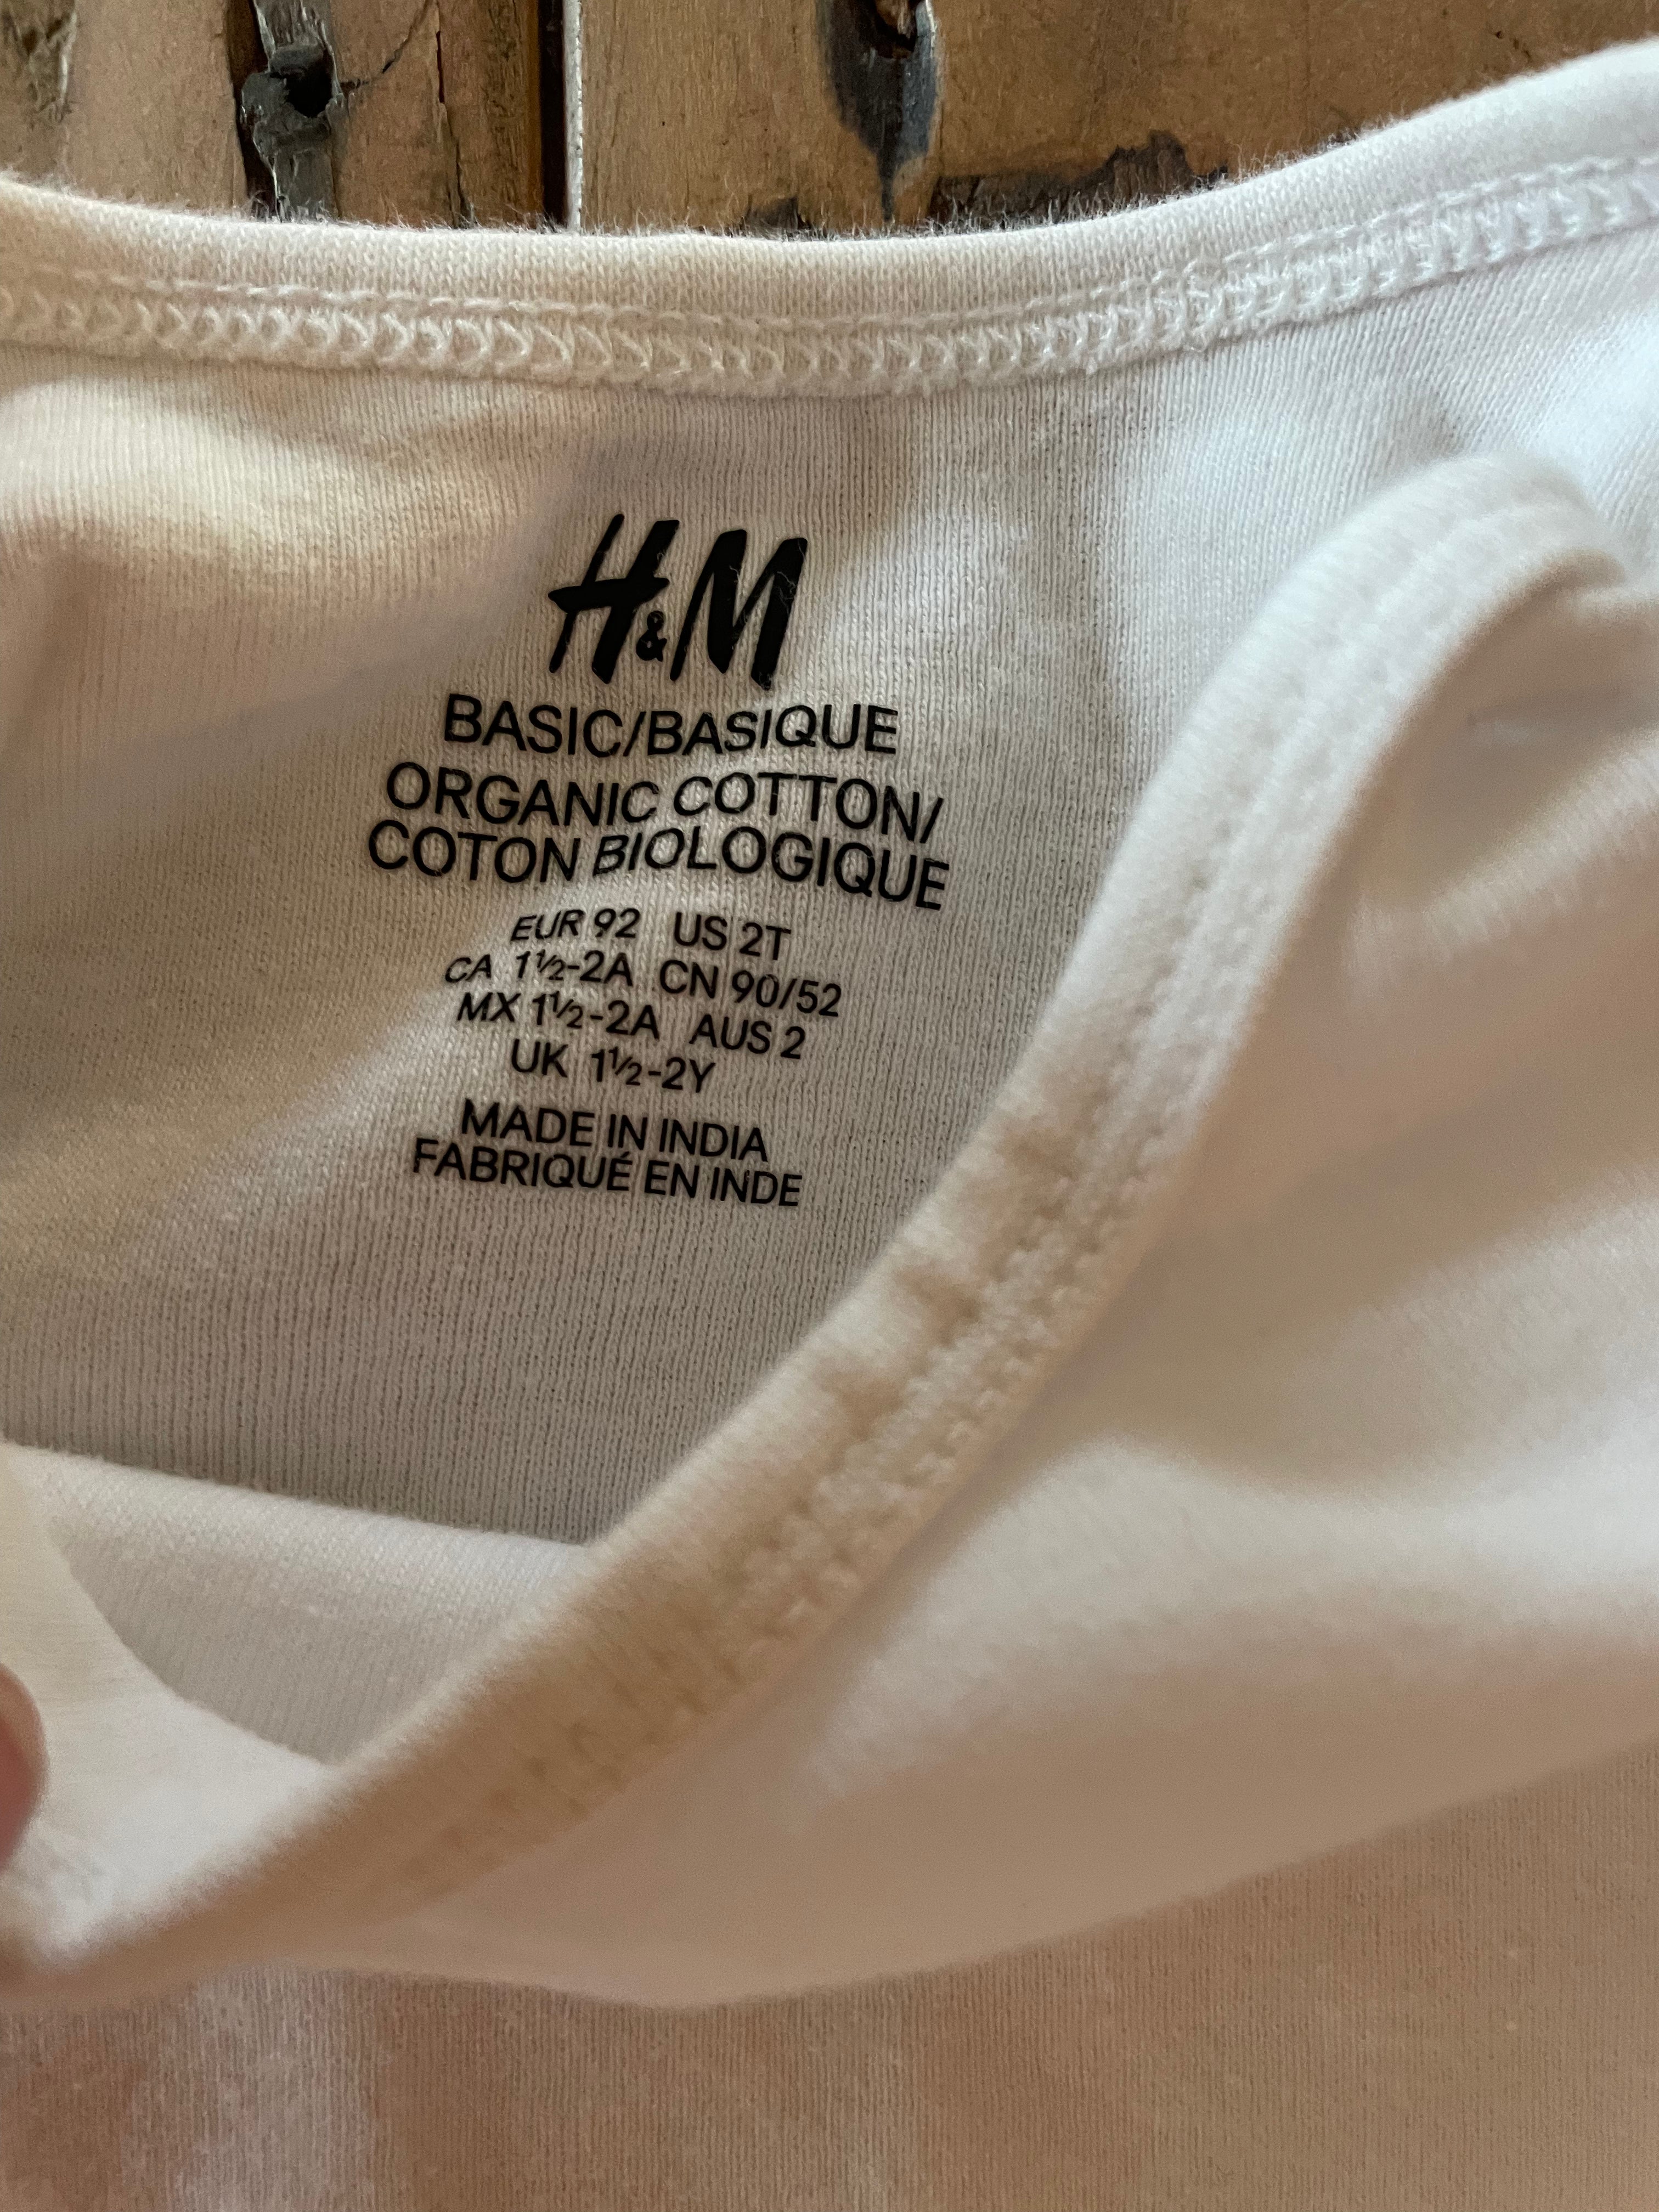 H&M
BASIC/BASIQUE
ORGANIC COTTON/
COTON BIOLOGIQUE
EUR 92 US 2T
CA 1½-2A CN 90/52
MX 1½-2A AUS 2
UK 1½-2Y
MADE IN INDIA
FABRIQUÉ EN INDE